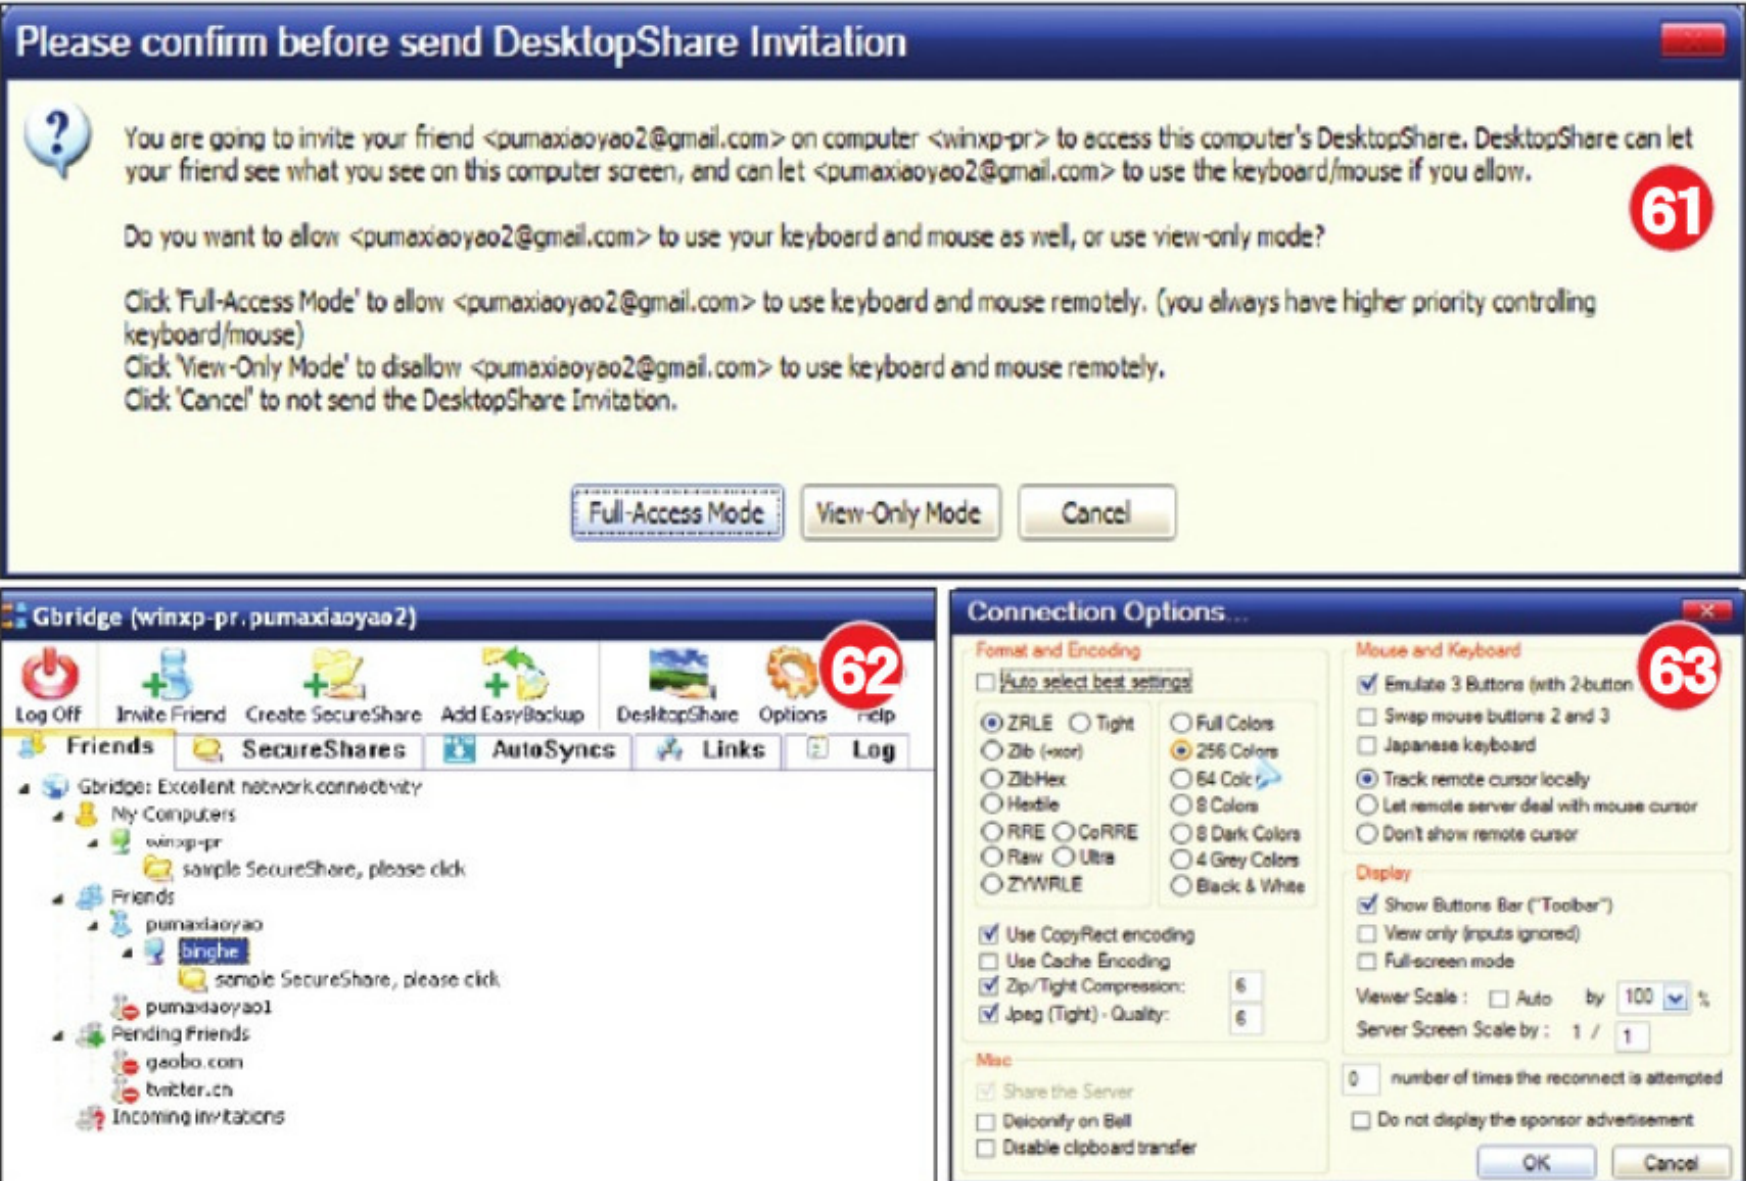 Please confirm before send DesktopShare Invitation
You are going to invite your friend <pumaxiaoyao2@gmail.com> on computer <winxp-pr> to access this computer's DesktopShare. DesktopShare can let
your friend see what you see on this computer screen, and can let <pumaxiaoyao2@gmail.com> to use the keyboard/mouse if you allow.
61
Do you want to allow <pumaxiaoyao2@gmail.com> to use your keyboard and mouse as well, or use view-only mode?
Click 'Full-Access Mode' to allow <pumaxiaoyao2@gmail.com> to use keyboard and mouse remotely. (you always have higher priority controling
keyboard/mouse)
Click 'View-Only Mode' to disallow <pumaxiaoyao2@gmail.com> to use keyboard and mouse remotely.
Click 'Cancel' to not send the DesktopShare Invitation.
Full-Access Mode View-Only Mode Cancel
Gbridge (winxp-pr.pumaxiaoyao2)
62
Log Off Invite Friend Create SecureShare Add EasyBackup DesktopShare Options Help
Friends SecureShares AutoSyncs Links Log
Gbridge: Excellent network connectivity
My Computers
winxp-pr
sample SecureShare, please click
Friends
pumaxiaoyao
binghe
sample SecureShare, please click
pumaxiaoyao1
Pending Friends
gaobo.com
twitter.cn
Incoming invitations
Connection Options...
63
Format and Encoding
Auto select best settings
ZRLE Tight
Zlib (+xor)
ZlibHex
Hextile
RRE CoRRE
Raw Ultra
ZYWRLE
Full Colors
256 Colors
64 Colo
8 Colors
8 Dark Colors
4 Grey Colors
Black & White
Use CopyRect encoding
Use Cache Encoding
Zip/Tight Compression: 6
Jpeg (Tight) - Quality: 6
Misc
Share the Server
Deiconify on Bell
Disable clipboard transfer
Mouse and Keyboard
Emulate 3 Buttons (with 2-button
Swap mouse buttons 2 and 3
Japanese keyboard
Track remote cursor locally
Let remote server deal with mouse cursor
Don't show remote cursor
Display
Show Buttons Bar ("Toolbar")
View only (inputs ignored)
Full-screen mode
Viewer Scale : Auto by 100 %
Server Screen Scale by : 1 / 1
0 number of times the reconnect is attempted
Do not display the sponsor advertisement
OK Cancel